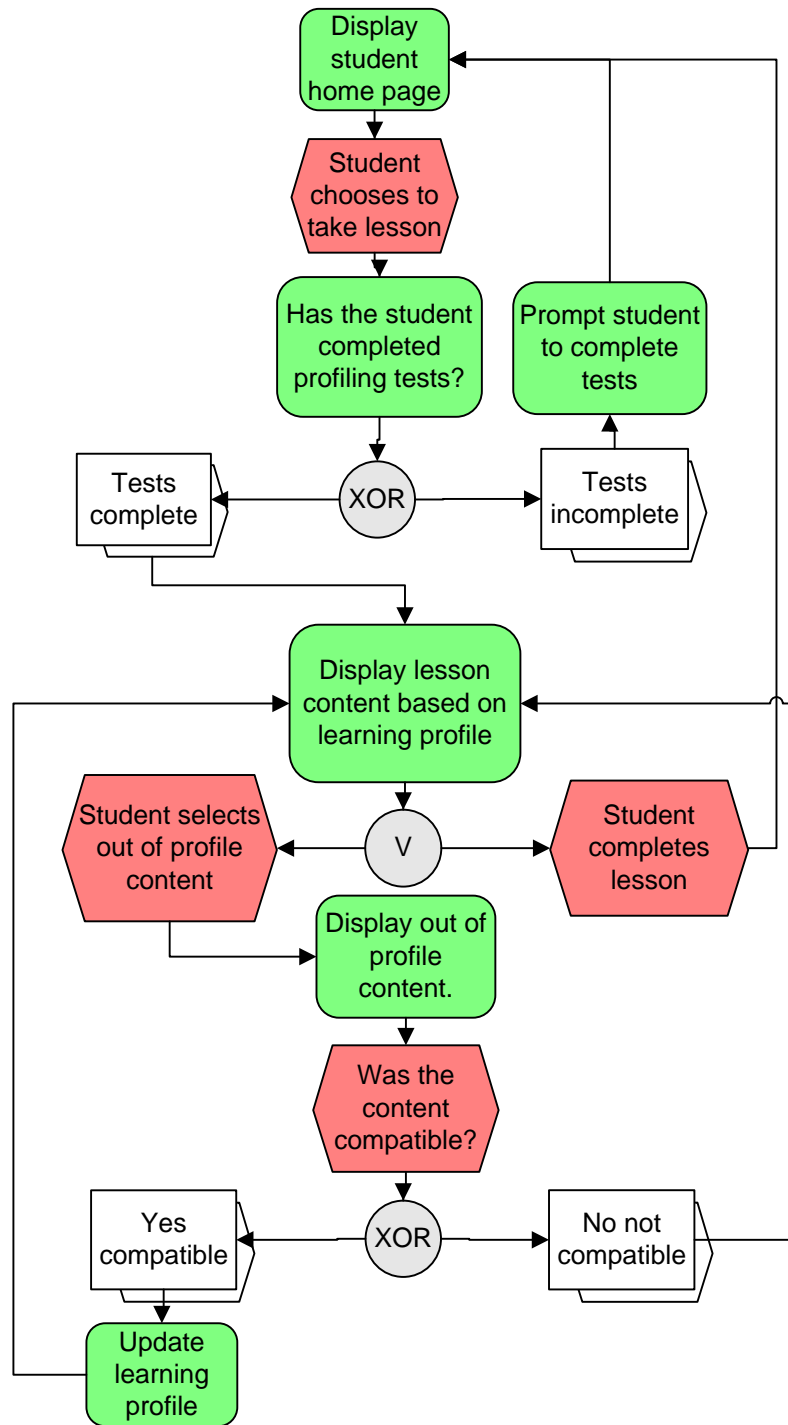 Display
student
home page
Student
chooses to
take lesson
Has the student
completed
profiling tests?
Prompt student
to complete
tests
XOR
Tests
complete
Tests
incomplete
Display lesson
content based on
learning profile
Student selects
out of profile
content
V
Student
completes
lesson
Display out of
profile
content.
Was the
content
compatible?
XOR
Yes
compatible
No not
compatible
Update
learning
profile